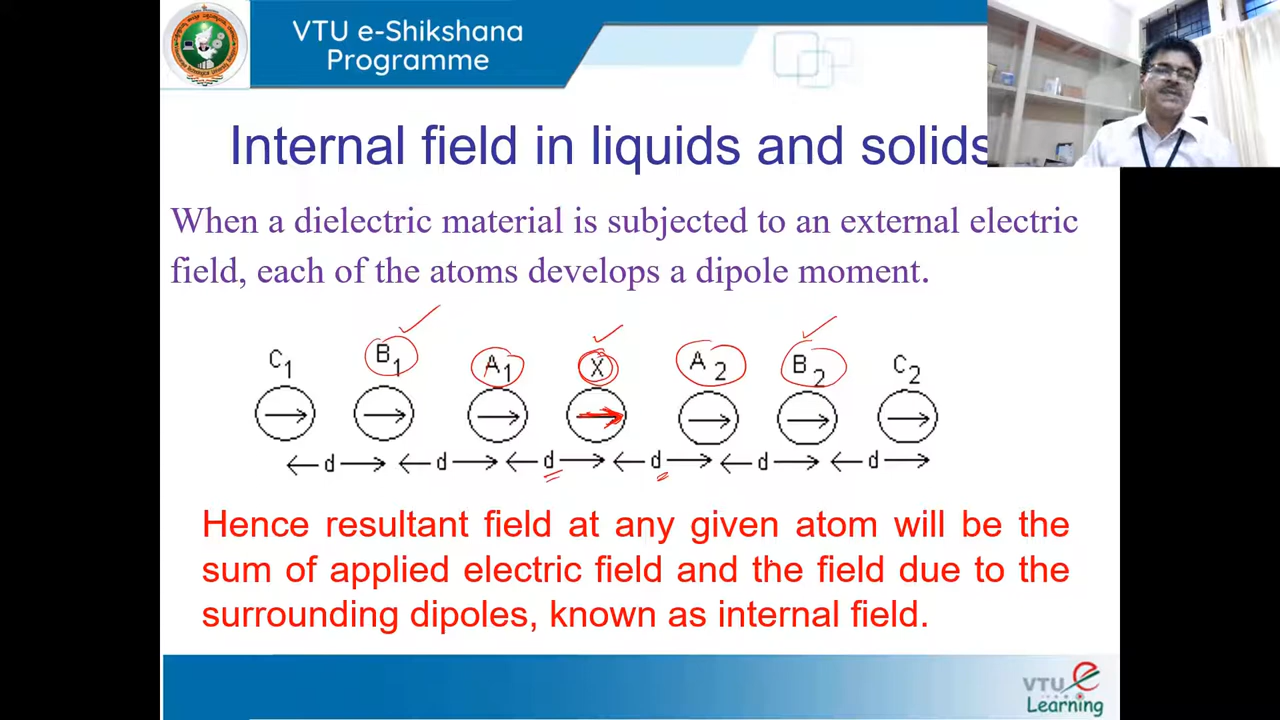 VTU e-Shikshana
Programme
Internal field in liquids and solids
When a dielectric material is subjected to an external electric
field, each of the atoms develops a dipole moment.
C1 B1 A1 X A2 B2 C2
d d d d d d
Hence resultant field at any given atom will be the
sum of applied electric field and the field due to the
surrounding dipoles, known as internal field.
VTU e
Learning